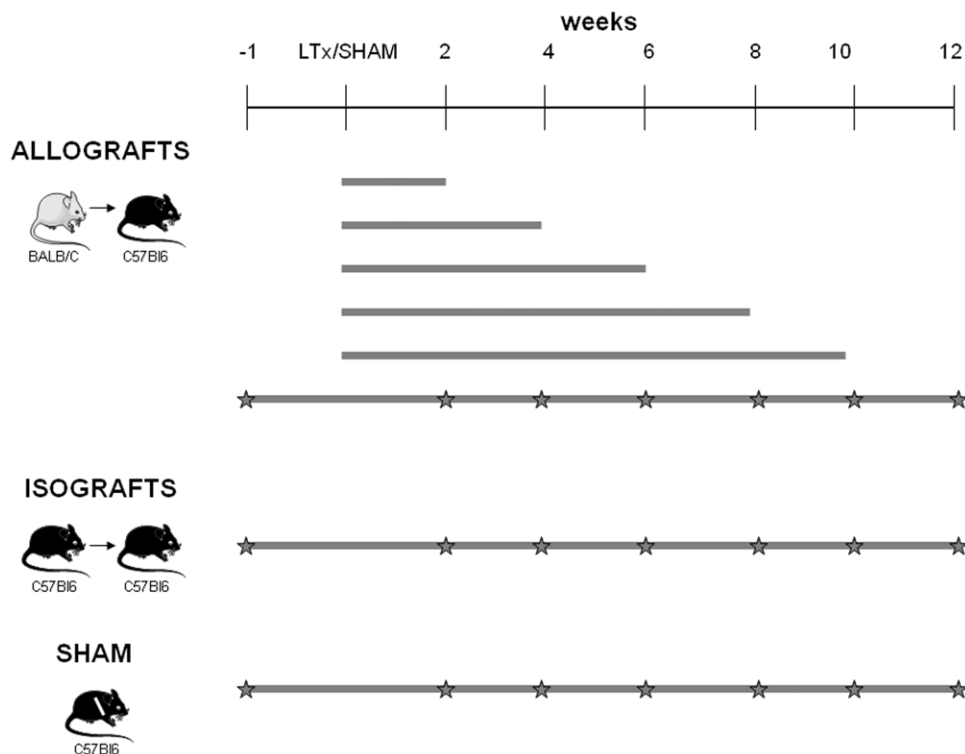 weeks
-1 LTx/SHAM 2 4 6 8 10 12
ALLOGRAFTS
BALB/C C57Bl6
ISOGRAFTS
C57Bl6 C57Bl6
SHAM
C57Bl6